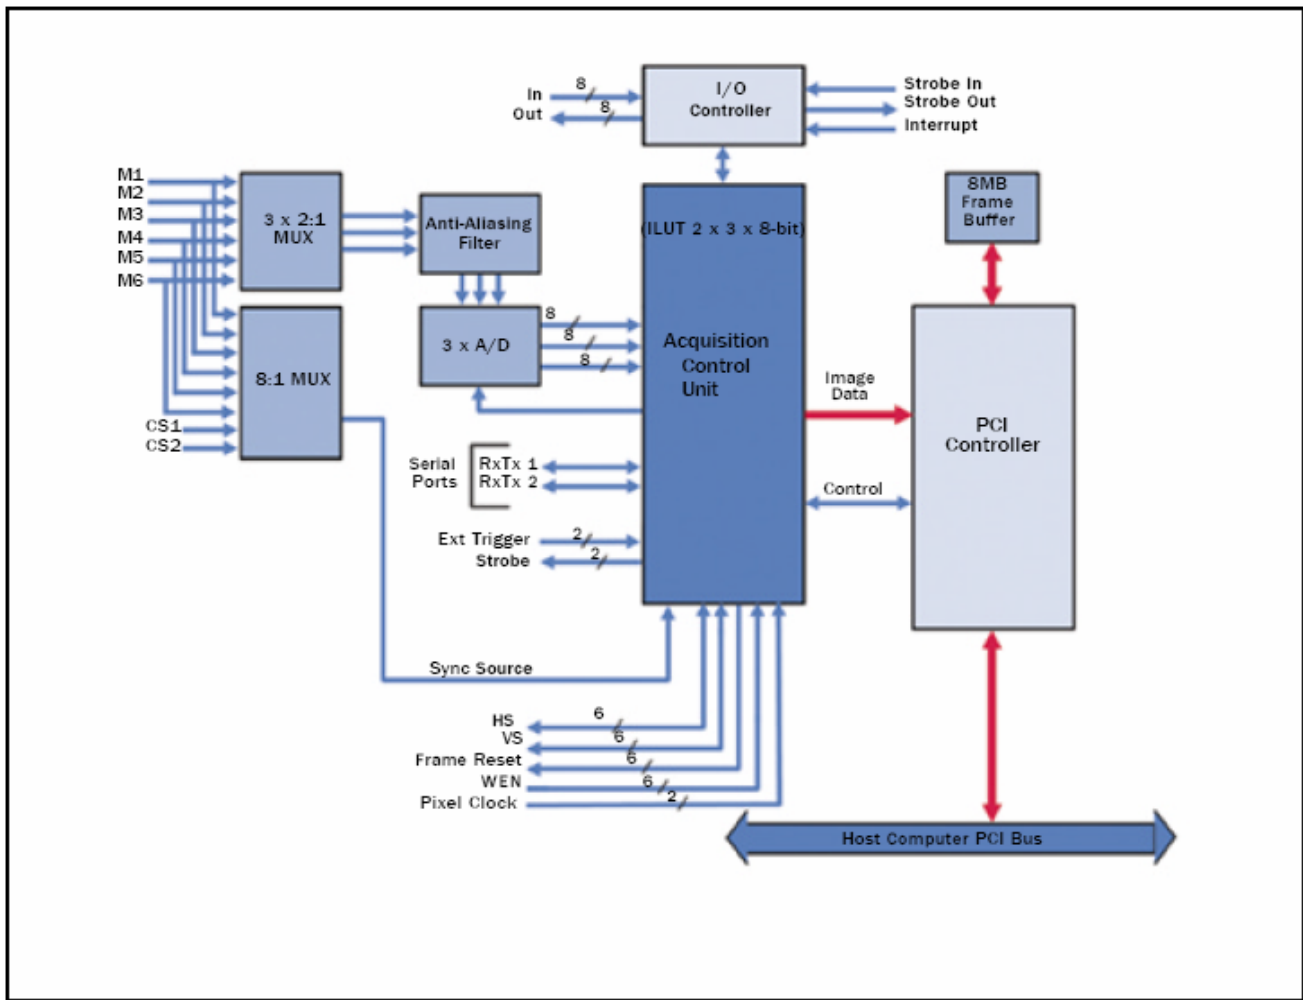 8
In
8
Out
I/O
Controller
Strobe In
Strobe Out
Interrupt
M1
M2
M3
M4
M5
M6
3 x 2:1
MUX
Anti-Aliasing
Filter
(ILUT 2 x 3 x 8-bit)
8MB
Frame
Buffer
8:1 MUX
CS1
CS2
3 x A/D
8
8
8
Acquisition
Control
Unit
Image
Data
PCI
Controller
Control
Serial
Ports
RxTx 1
RxTx 2
Ext Trigger
2
Strobe
2
Sync Source
HS
6
VS
6
Frame Reset
6
WEN
6
Pixel Clock
2
Host Computer PCI Bus